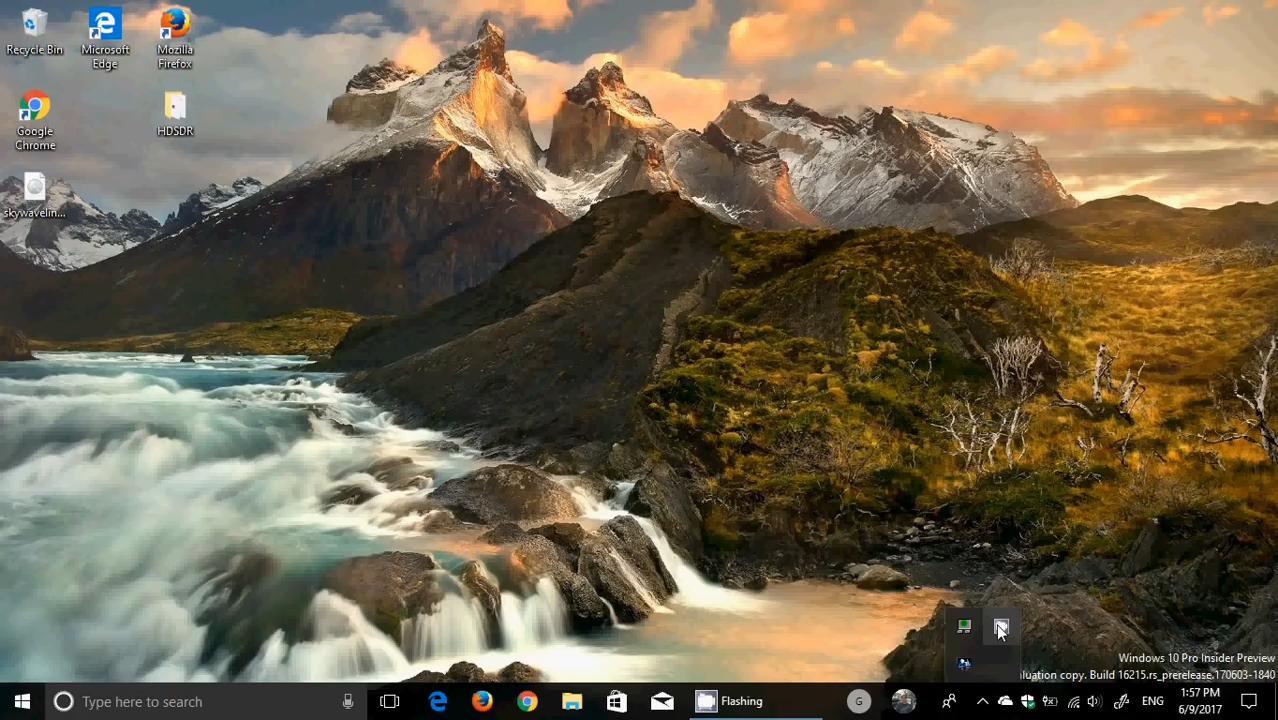 Recycle Bin
Microsoft
Edge
Mozilla
Firefox
Google
Chrome
HDSDR
skywavelin...
Windows 10 Pro Insider Preview
luation copy. Build 16215.rs_prerelease.170603-1840
Type here to search
Flashing
G
ENG
1:57 PM
6/9/2017